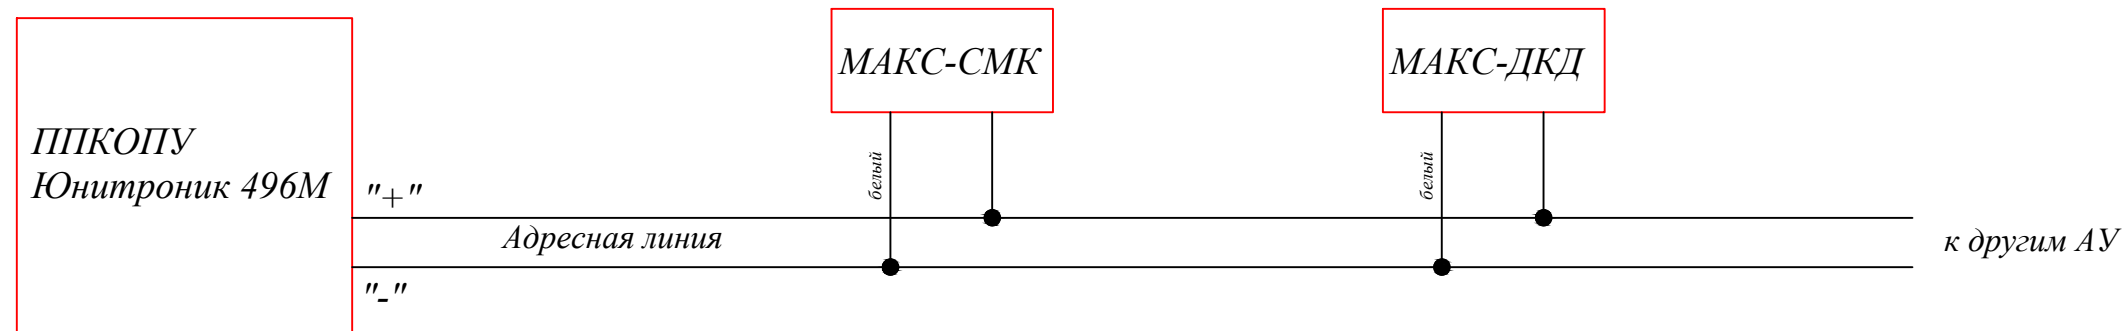 МАКС-СМК
МАКС-ДКД
ППКОПУ
Юнитроник 496М
"+"
белый
белый
Адресная линия
к другим АУ
"-"